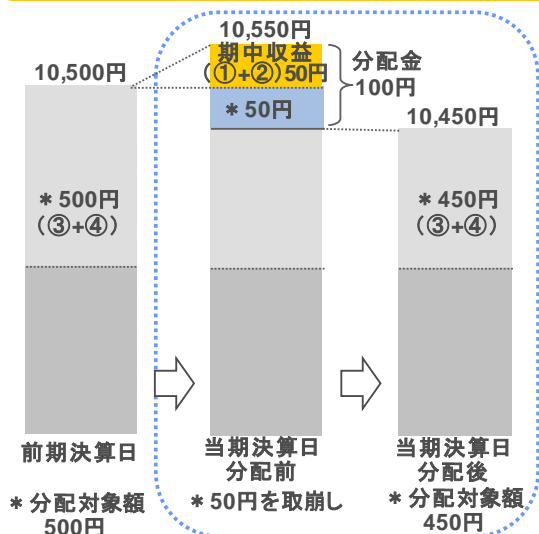 10,550円
期中収益
(①+②)50円
分配金
100円
10,500円
＊50円
10,450円
＊500円
(③+④)
＊450円
(③+④)
前期決算日
当期決算日
分配前
当期決算日
分配後
＊分配対象額
500円
＊50円を取崩し
＊分配対象額
450円